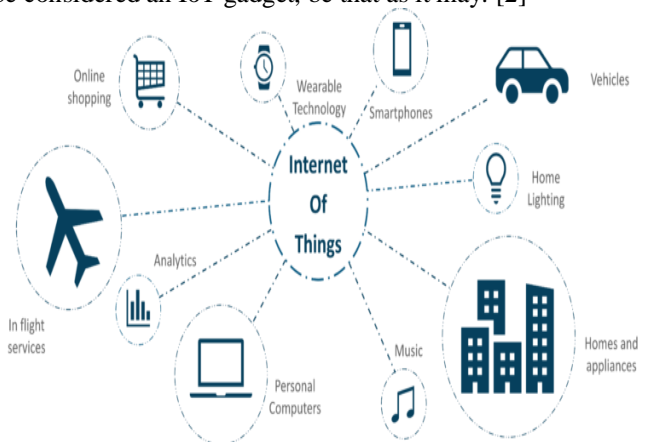 be considered an IoT gadget, be that as it may. [2]
Online
shopping
Wearable
Technology
Smartphones
Vehicles
Internet
Of
Things
Home
Lighting
Analytics
In flight
services
Personal
Computers
Music
Homes and
appliances